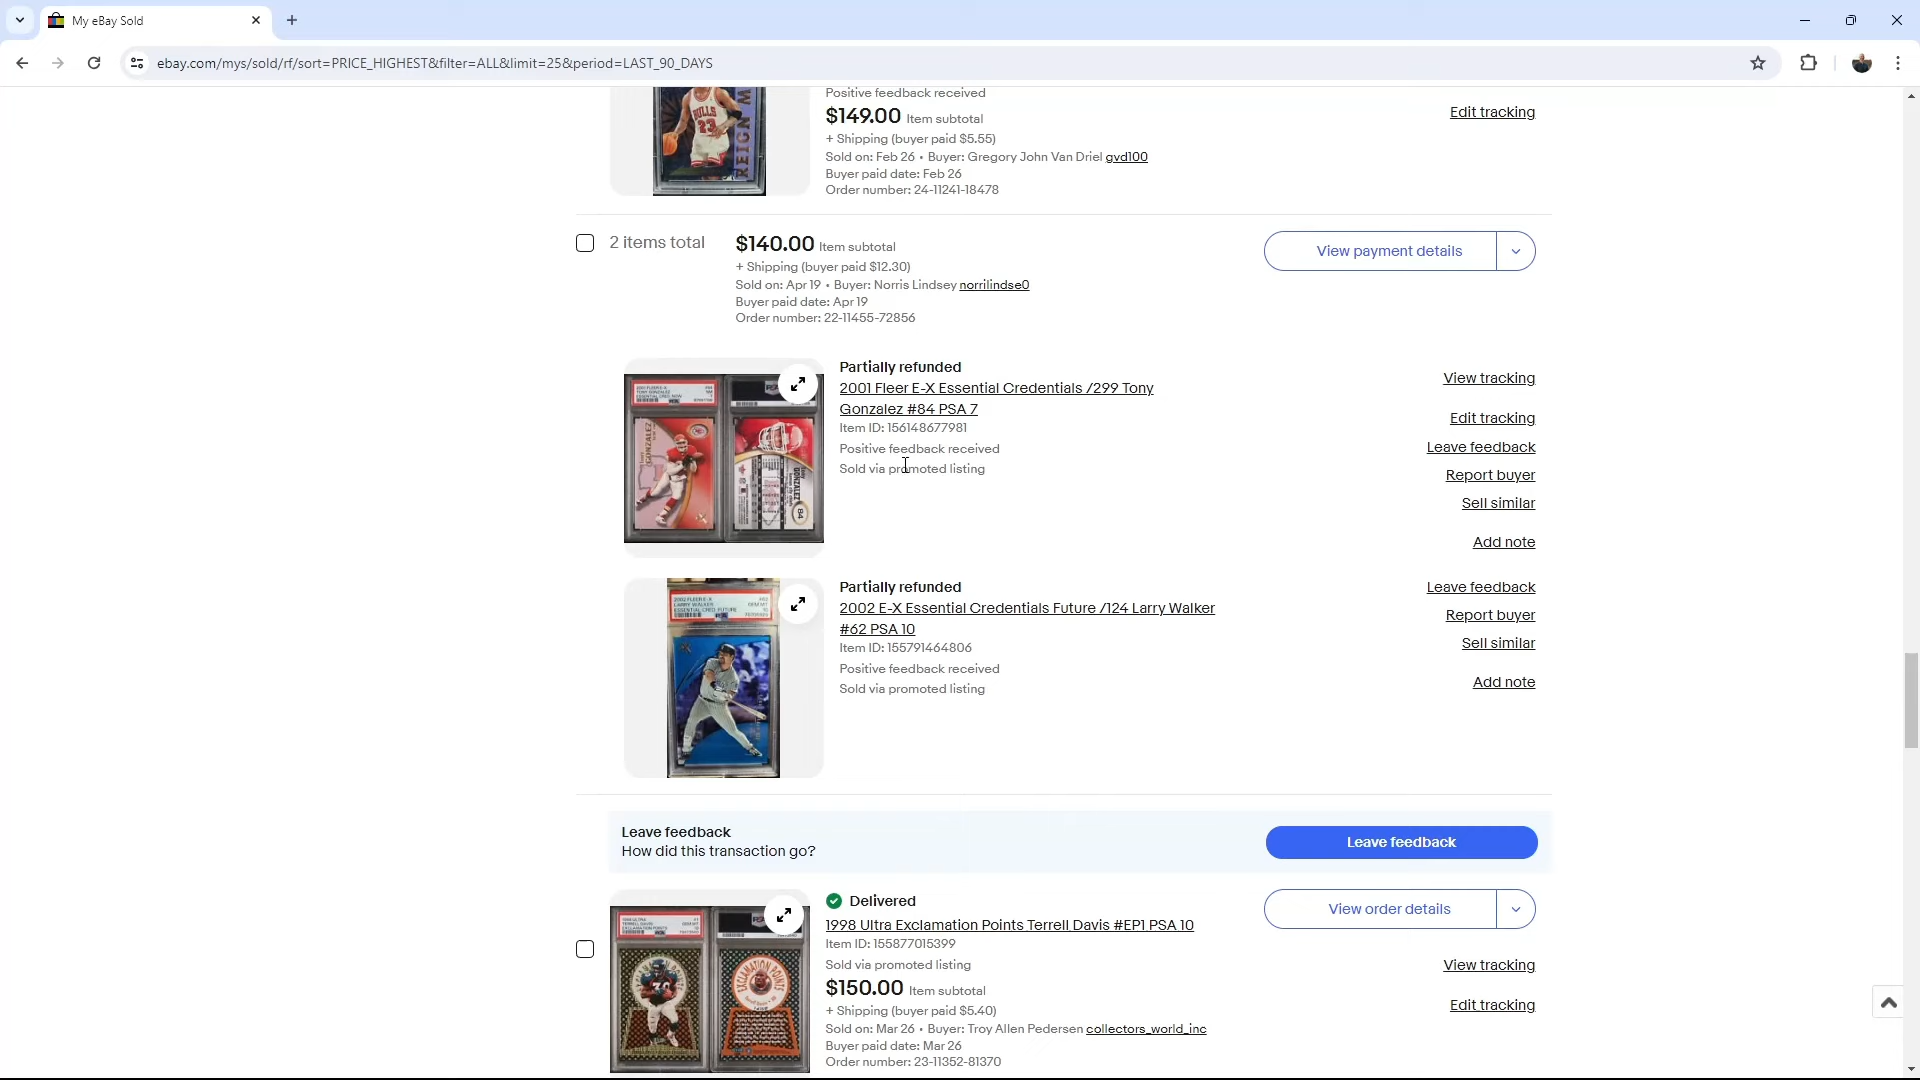 My eBay Sold
ebay.com/mys/sold/rf/sort=PRICE_HIGHEST&filter=ALL&limit=25&period=LAST_90_DAYS
Positive feedback received
$149.00 Item subtotal
Edit tracking
+ Shipping (buyer paid $5.55)
Sold on: Feb 26 • Buyer: Gregory John Van Driel gvd100
Buyer paid date: Feb 26
Order number: 24-11241-18478
BULLS
23
REIGN M
2 items total
$140.00 Item subtotal
View payment details
+ Shipping (buyer paid $12.30)
Sold on: Apr 19 • Buyer: Norris Lindsey norrilindse0
Buyer paid date: Apr 19
Order number: 22-11455-72856
Partially refunded
2001 Fleer E-X Essential Credentials /299 Tony
Gonzalez #84 PSA 7
Item ID: 156148677981
Positive feedback received
Sold via promoted listing
View tracking
Edit tracking
Leave feedback
Report buyer
Sell similar
Add note
GONZALEZ
GONZALEZ
84
Partially refunded
2002 E-X Essential Credentials Future /124 Larry Walker
#62 PSA 10
Item ID: 155791464806
Positive feedback received
Sold via promoted listing
Leave feedback
Report buyer
Sell similar
Add note
LARRY WALKER
Leave feedback
How did this transaction go?
Leave feedback
Delivered
1998 Ultra Exclamation Points Terrell Davis #EP1 PSA 10
Item ID: 155877015399
Sold via promoted listing
$150.00 Item subtotal
+ Shipping (buyer paid $5.40)
Sold on: Mar 26 • Buyer: Troy Allen Pedersen collectors_world_inc
Buyer paid date: Mar 26
Order number: 23-11352-81370
View order details
View tracking
Edit tracking
TERRELL DAVIS